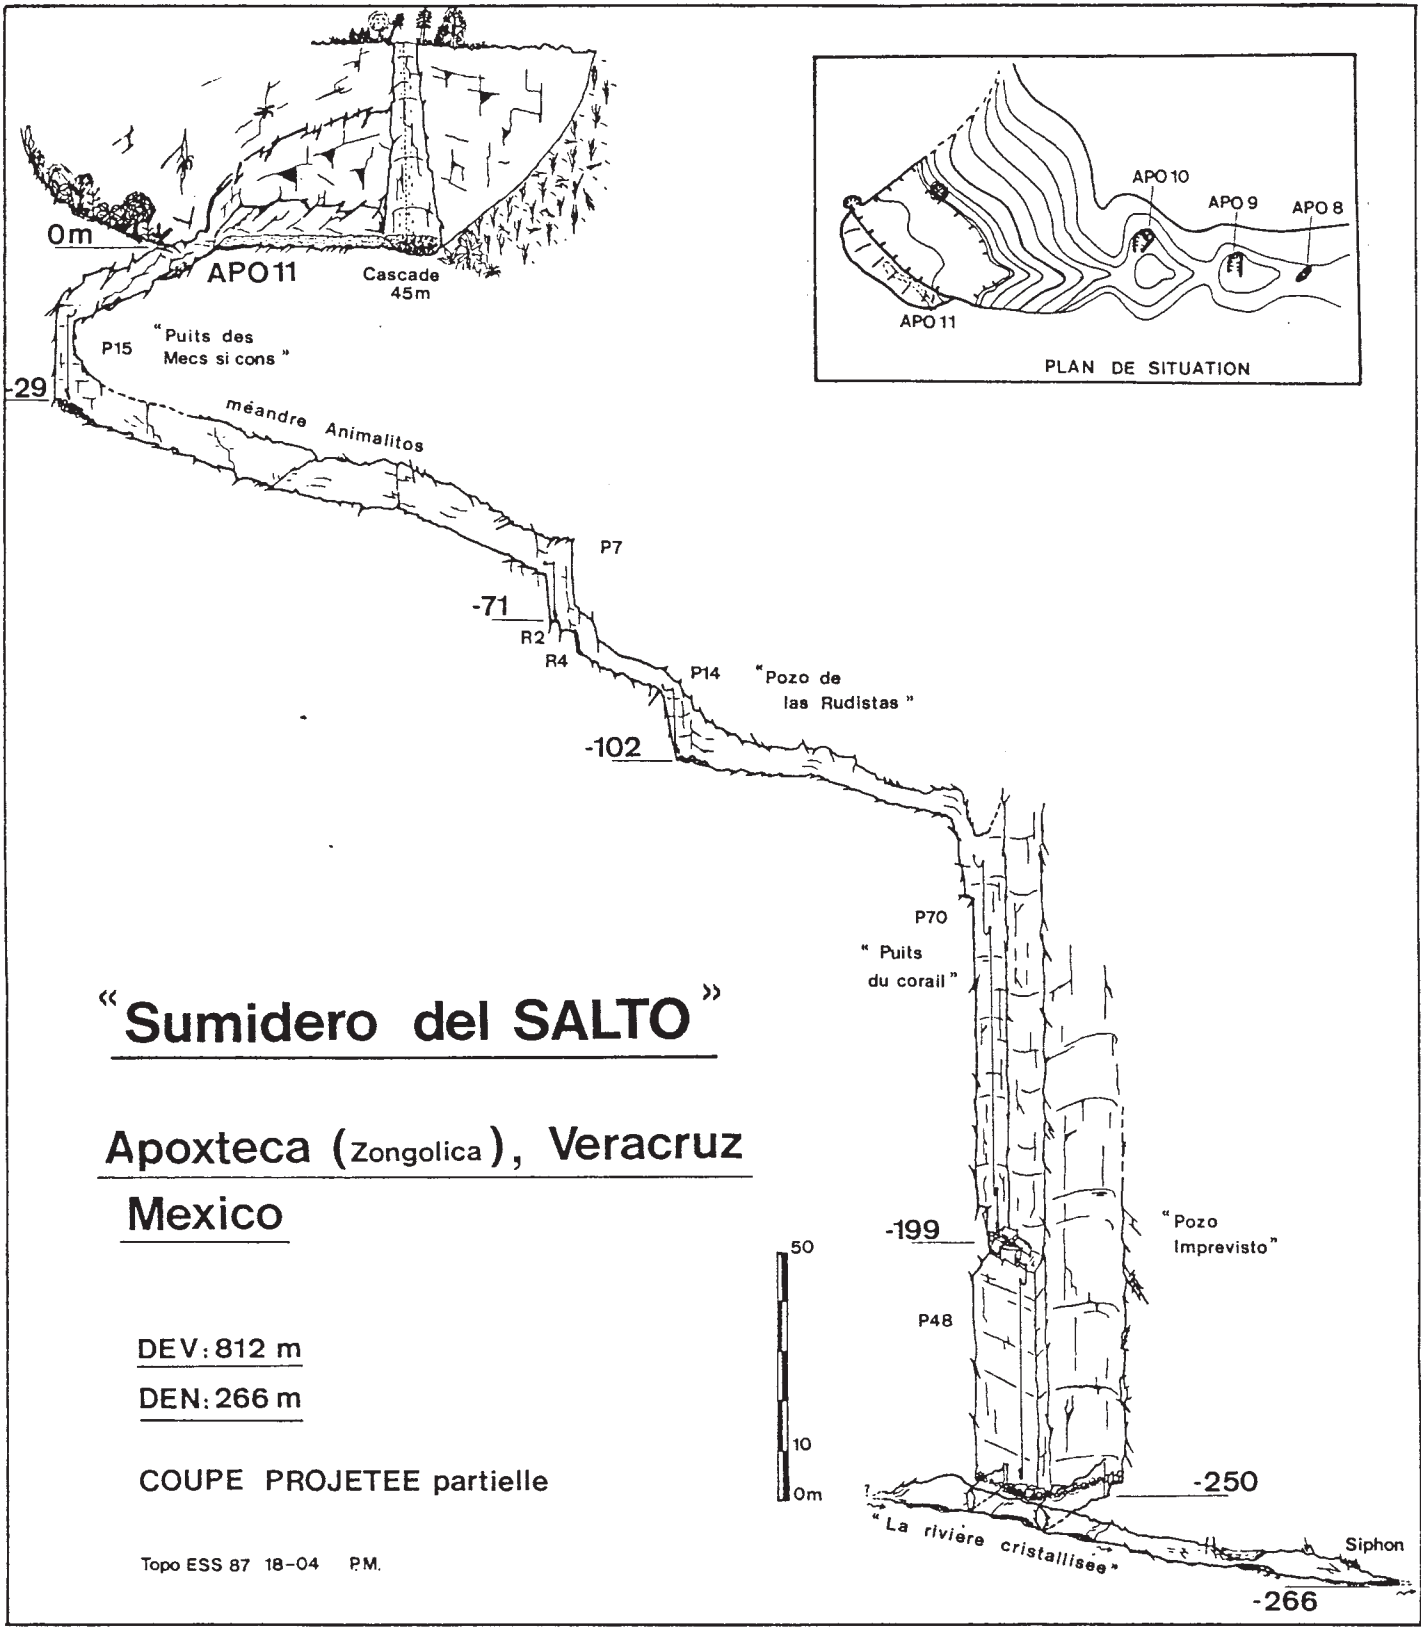 0m
APO11
Cascade
45m
P15
“Puits des
Mecs si cons”
-29
méandre Animalitos
P7
-71
R2
R4
P14
“Pozo de
las Rudistas”
-102
P70
“Puits
du corail”
-199
“Pozo
Imprevisto”
P48
-250
?
“La rivière cristallisée”
Siphon
-266
APO 10
APO 9
APO 8
APO 11
PLAN DE SITUATION
“Sumidero del SALTO”
Apoxteca (Zongolica), Veracruz
Mexico
DEV: 812 m
DEN: 266 m
COUPE PROJETEE partielle
Topo ESS 87 18-04 P.M.
50
10
0m